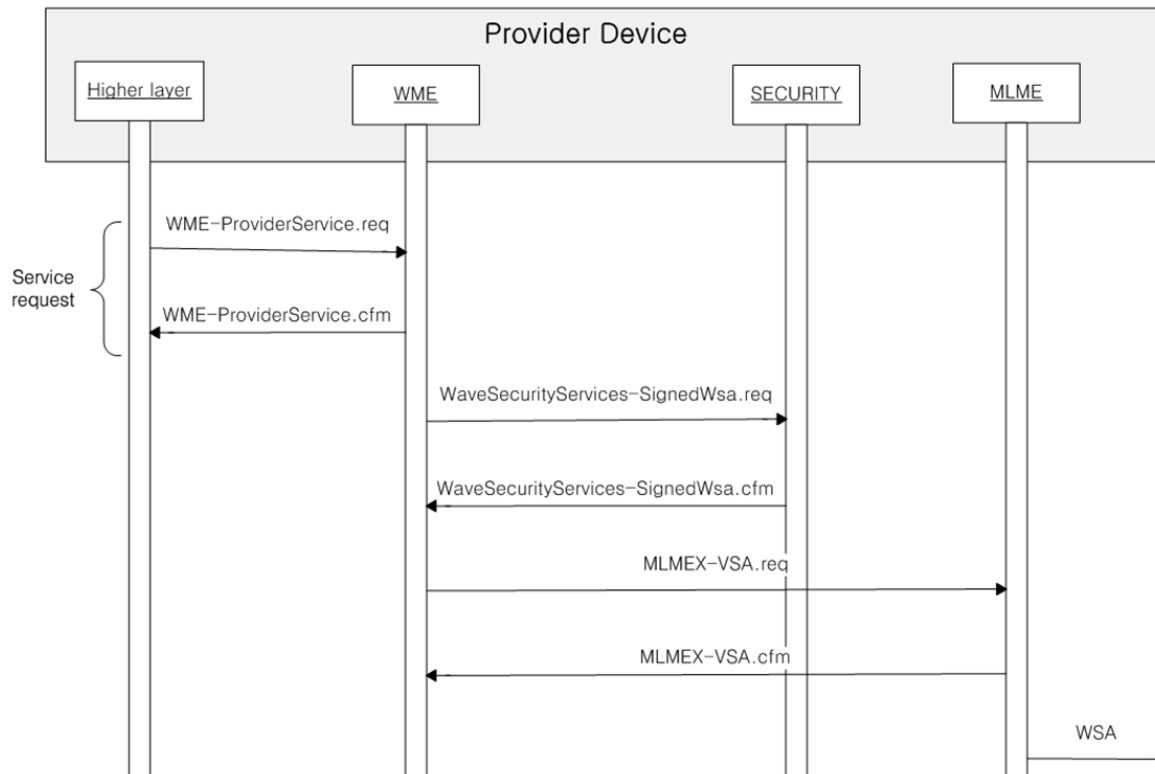 Provider Device
Higher layer
WME
SECURITY
MLME
WME-ProviderService.req
Service
request
WME-ProviderService.cfm
WaveSecurityServices-SignedWsa.req
WaveSecurityServices-SignedWsa.cfm
MLMEX-VSA.req
MLMEX-VSA.cfm
WSA